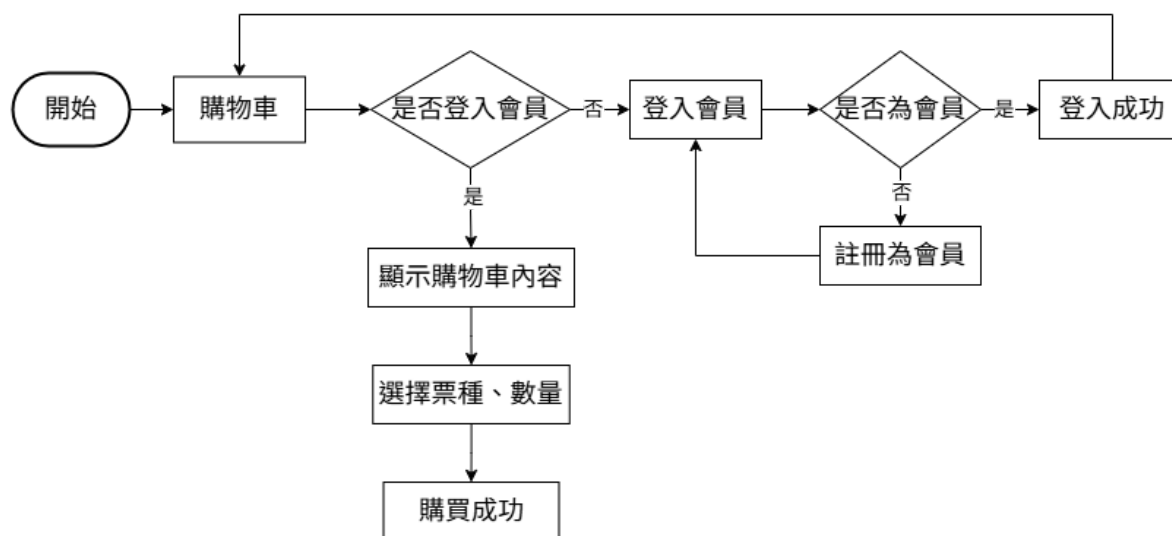 開始
購物車
是否登入會員
否
登入會員
是否為會員
是
登入成功
是
否
顯示購物車內容
註冊為會員
選擇票種、數量
購買成功